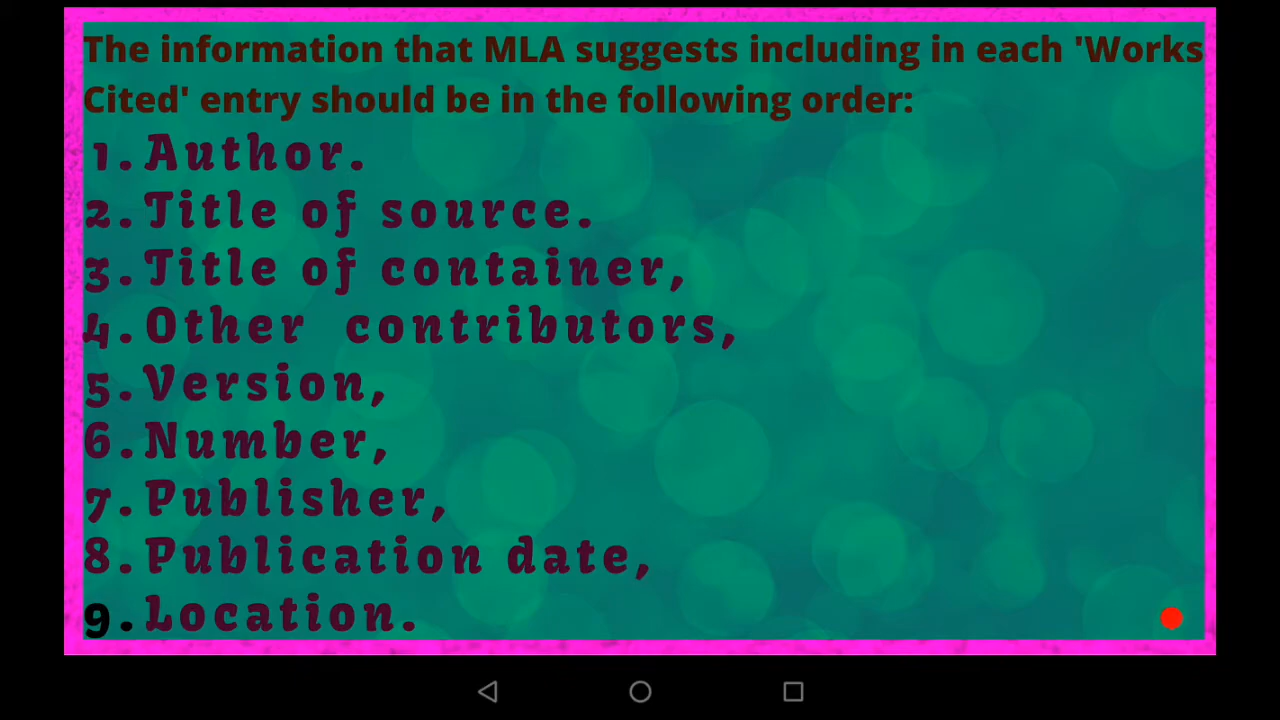 The information that MLA suggests including in each 'Works
Cited' entry should be in the following order:
1. Author.
2. Title of source.
3. Title of container,
4. Other contributors,
5. Version,
6. Number,
7. Publisher,
8. Publication date,
9. Location.